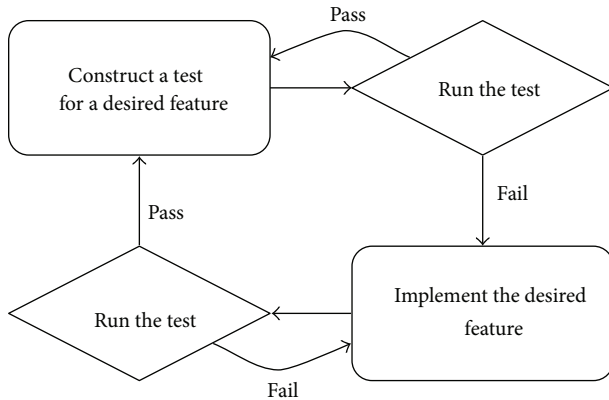 Pass
Construct a test
for a desired feature
Run the test
Fail
Pass
Implement the desired
feature
Run the test
Fail